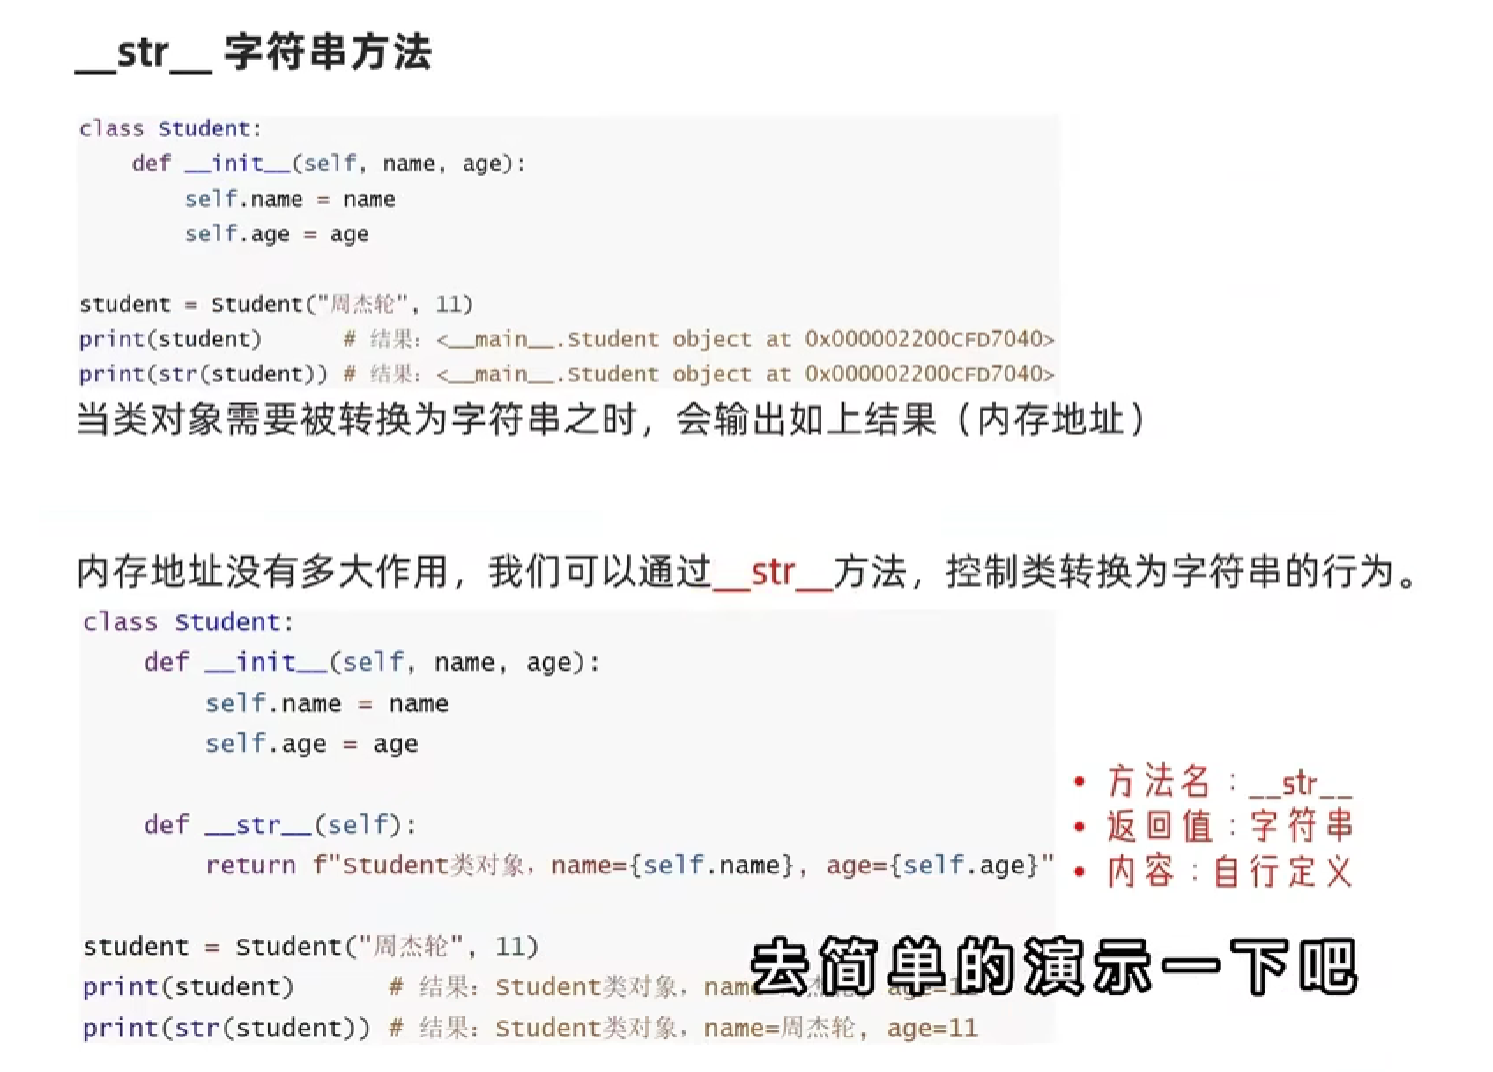 __str__ 字符串方法
class Student:
    def __init__(self, name, age):
        self.name = name
        self.age = age
student = Student("周杰轮", 11)
print(student)      # 结果：<__main__.Student object at 0x000002200CFD7040>
print(str(student)) # 结果：<__main__.Student object at 0x000002200CFD7040>
当类对象需要被转换为字符串之时，会输出如上结果（内存地址）
内存地址没有多大作用，我们可以通过__str__方法，控制类转换为字符串的行为。
class Student:
    def __init__(self, name, age):
        self.name = name
        self.age = age
    def __str__(self):
        return f"Student类对象，name={self.name}, age={self.age}"
• 方法名：__str__
• 返回值：字符串
• 内容：自行定义
student = Student("周杰轮", 11)
print(student)      # 结果：Student类对象，name=周杰轮, age=11
print(str(student)) # 结果：Student类对象，name=周杰轮, age=11
去简单的演示一下吧